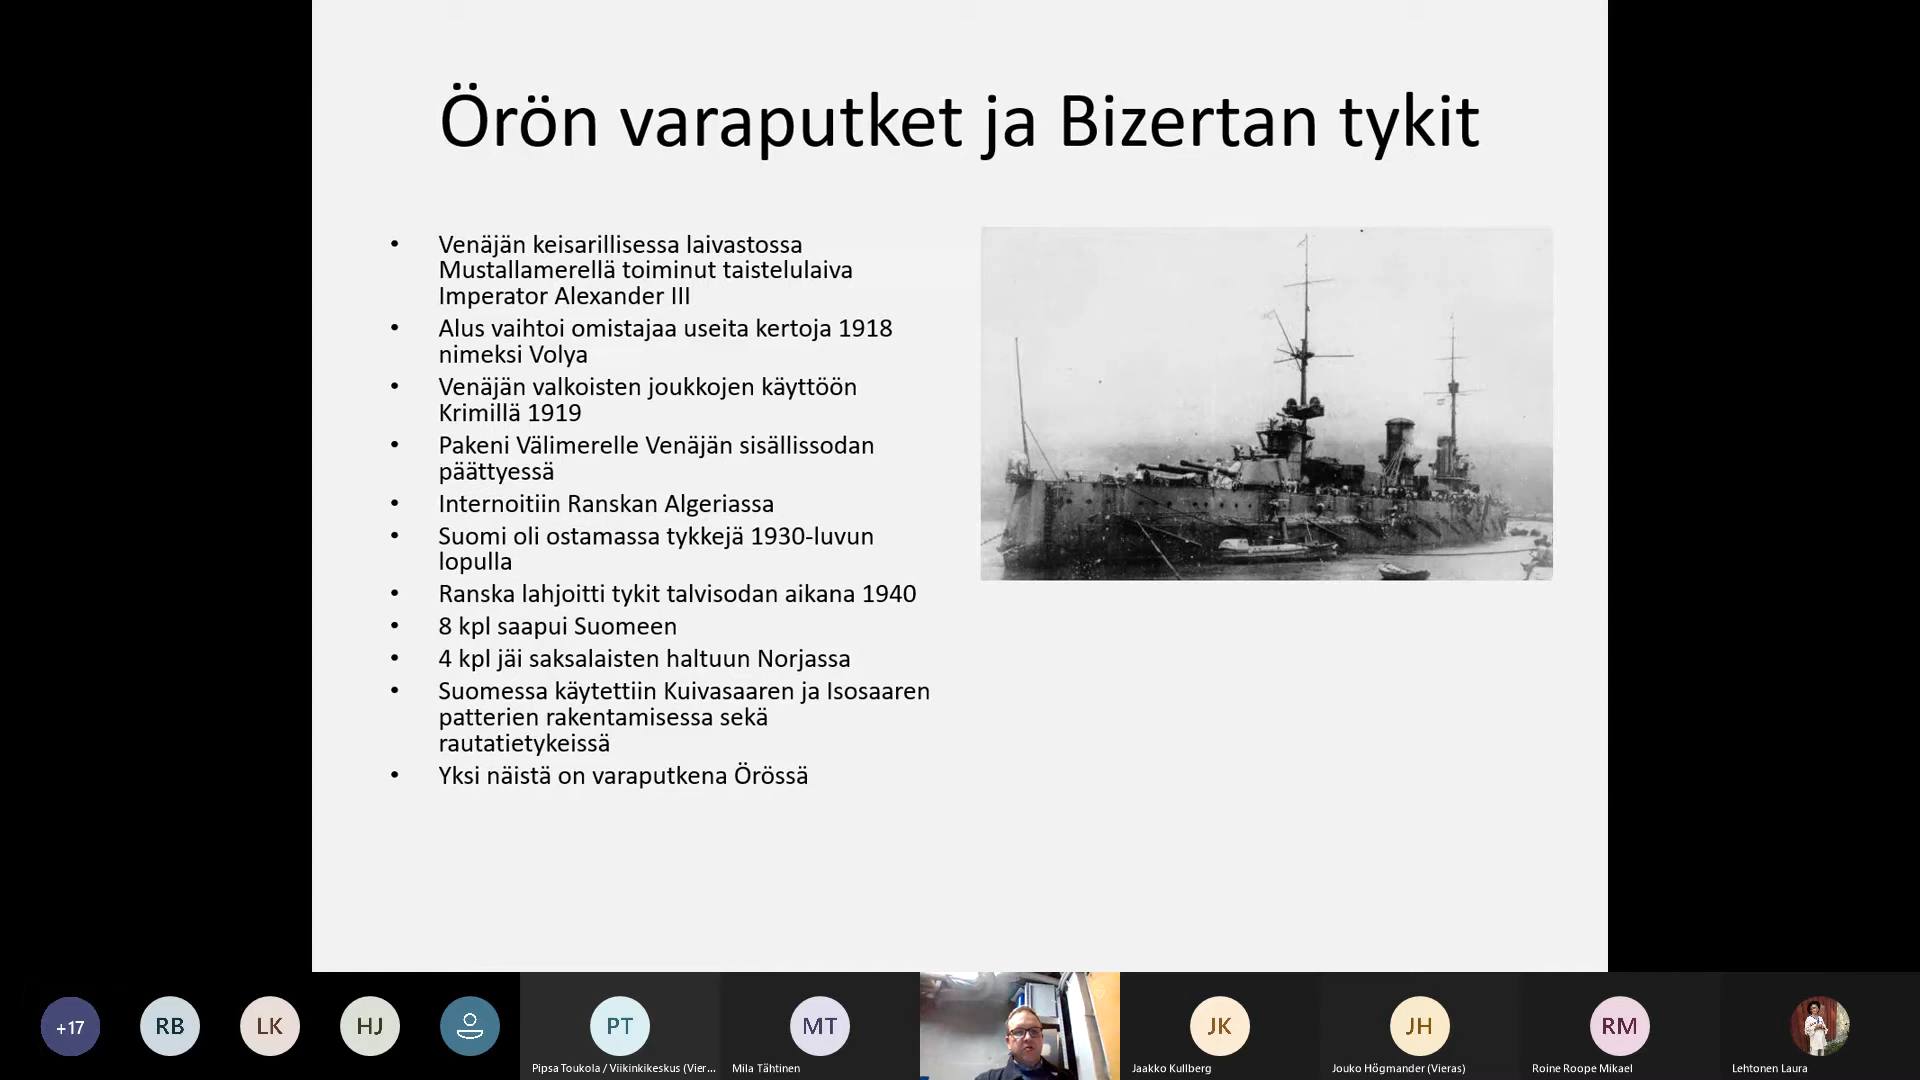 Örön varaputket ja Bizertan tykit
• Venäjän keisarillisessa laivastossa
Mustallamerellä toiminut taistelulaiva
Imperator Alexander III
• Alus vaihtoi omistajaa useita kertoja 1918
nimeksi Volya
• Venäjän valkoisten joukkojen käyttöön
Krimillä 1919
• Pakeni Välimerelle Venäjän sisällissodan
päättyessä
• Internoitiin Ranskan Algeriassa
• Suomi oli ostamassa tykkejä 1930-luvun
lopulla
• Ranska lahjoitti tykit talvisodan aikana 1940
• 8 kpl saapui Suomeen
• 4 kpl jäi saksalaisten haltuun Norjassa
• Suomessa käytettiin Kuivasaaren ja Isosaaren
patterien rakentamisessa sekä
rautatietykeissä
• Yksi näistä on varaputkena Örössä
+17
RB
LK
HJ
PT
MT
JK
JH
RM
Pipsa Toukola / Viikinkikeskus (Vier...
Mila Tähtinen
Jaakko Kullberg
Jouko Högmander (Vieras)
Roine Roope Mikael
Lehtonen Laura